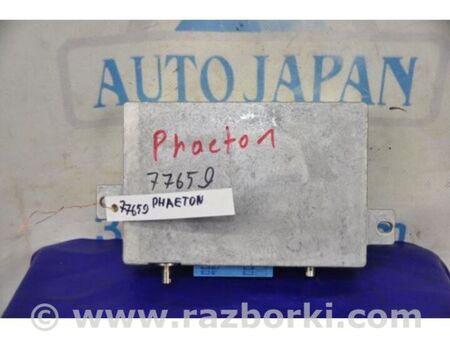 AUTO JAPAN
Phaeton
77659
77659 PHAETON
www.razborki.com